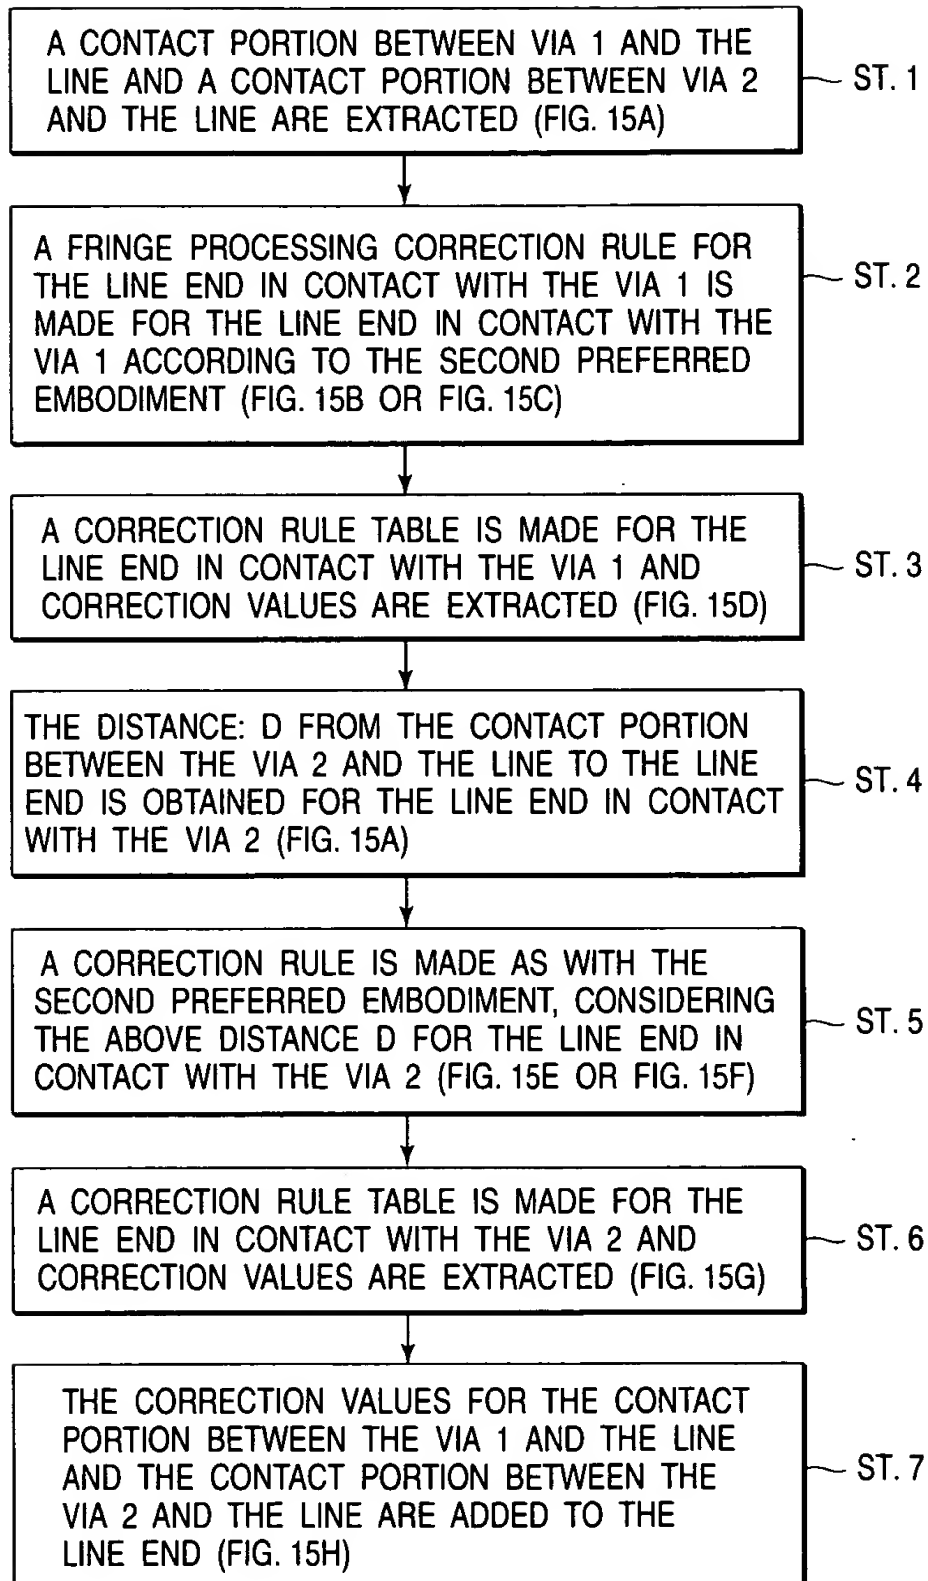 A CONTACT PORTION BETWEEN VIA 1 AND THE
LINE AND A CONTACT PORTION BETWEEN VIA 2
AND THE LINE ARE EXTRACTED (FIG. 15A)
ST. 1
A FRINGE PROCESSING CORRECTION RULE FOR
THE LINE END IN CONTACT WITH THE VIA 1 IS
MADE FOR THE LINE END IN CONTACT WITH THE
VIA 1 ACCORDING TO THE SECOND PREFERRED
EMBODIMENT (FIG. 15B OR FIG. 15C)
ST. 2
A CORRECTION RULE TABLE IS MADE FOR THE
LINE END IN CONTACT WITH THE VIA 1 AND
CORRECTION VALUES ARE EXTRACTED (FIG. 15D)
ST. 3
THE DISTANCE: D FROM THE CONTACT PORTION
BETWEEN THE VIA 2 AND THE LINE TO THE LINE
END IS OBTAINED FOR THE LINE END IN CONTACT
WITH THE VIA 2 (FIG. 15A)
ST. 4
A CORRECTION RULE IS MADE AS WITH THE
SECOND PREFERRED EMBODIMENT, CONSIDERING
THE ABOVE DISTANCE D FOR THE LINE END IN
CONTACT WITH THE VIA 2 (FIG. 15E OR FIG. 15F)
ST. 5
A CORRECTION RULE TABLE IS MADE FOR THE
LINE END IN CONTACT WITH THE VIA 2 AND
CORRECTION VALUES ARE EXTRACTED (FIG. 15G)
ST. 6
THE CORRECTION VALUES FOR THE CONTACT
PORTION BETWEEN THE VIA 1 AND THE LINE
AND THE CONTACT PORTION BETWEEN THE
VIA 2 AND THE LINE ARE ADDED TO THE
LINE END (FIG. 15H)
ST. 7